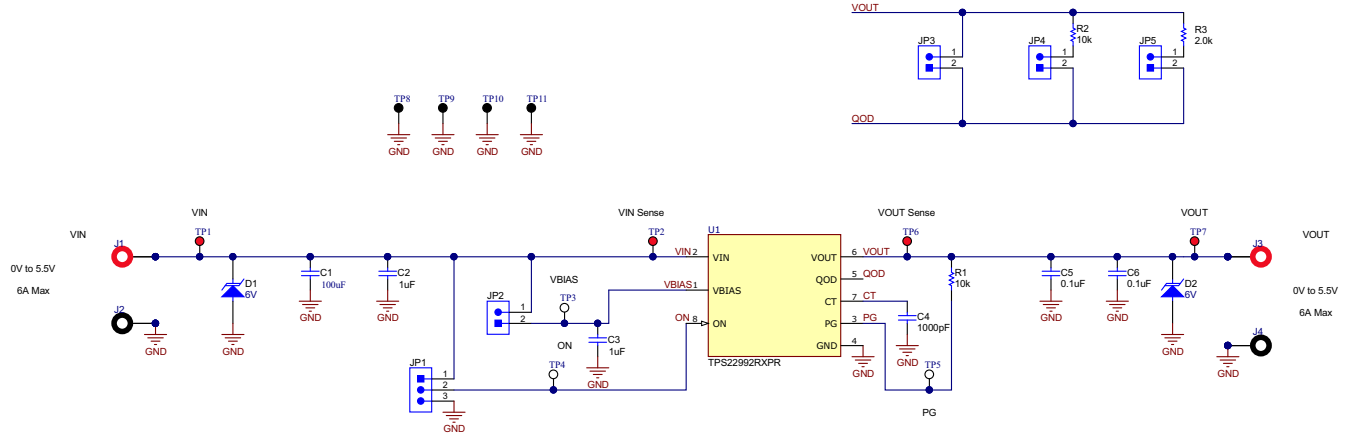 VOUT
JP3
1
2
JP4
1
2
R2
10k
JP5
1
2
R3
2.0k
QOD
TP8
GND
TP9
GND
TP10
GND
TP11
GND
VIN
0V to 5.5V
6A Max
J1
J2
GND
VIN
TP1
D1
6V
GND
C1
100uF
GND
C2
1uF
GND
JP1
1
2
3
GND
JP2
1
2
VBIAS
TP3
ON
TP4
C3
1uF
GND
VIN Sense
TP2
VIN 2
VBIAS 1
ON 8
U1
VIN
VBIAS
ON
VOUT
QOD
CT
PG
GND
TPS22992RXPR
6 VOUT
5 QOD
7 CT
3 PG
4
GND
C4
1000pF
GND
VOUT Sense
TP6
R1
10k
TP5
PG
C5
0.1uF
GND
C6
0.1uF
GND
D2
6V
GND
VOUT
TP7
J3
J4
GND
VOUT
0V to 5.5V
6A Max